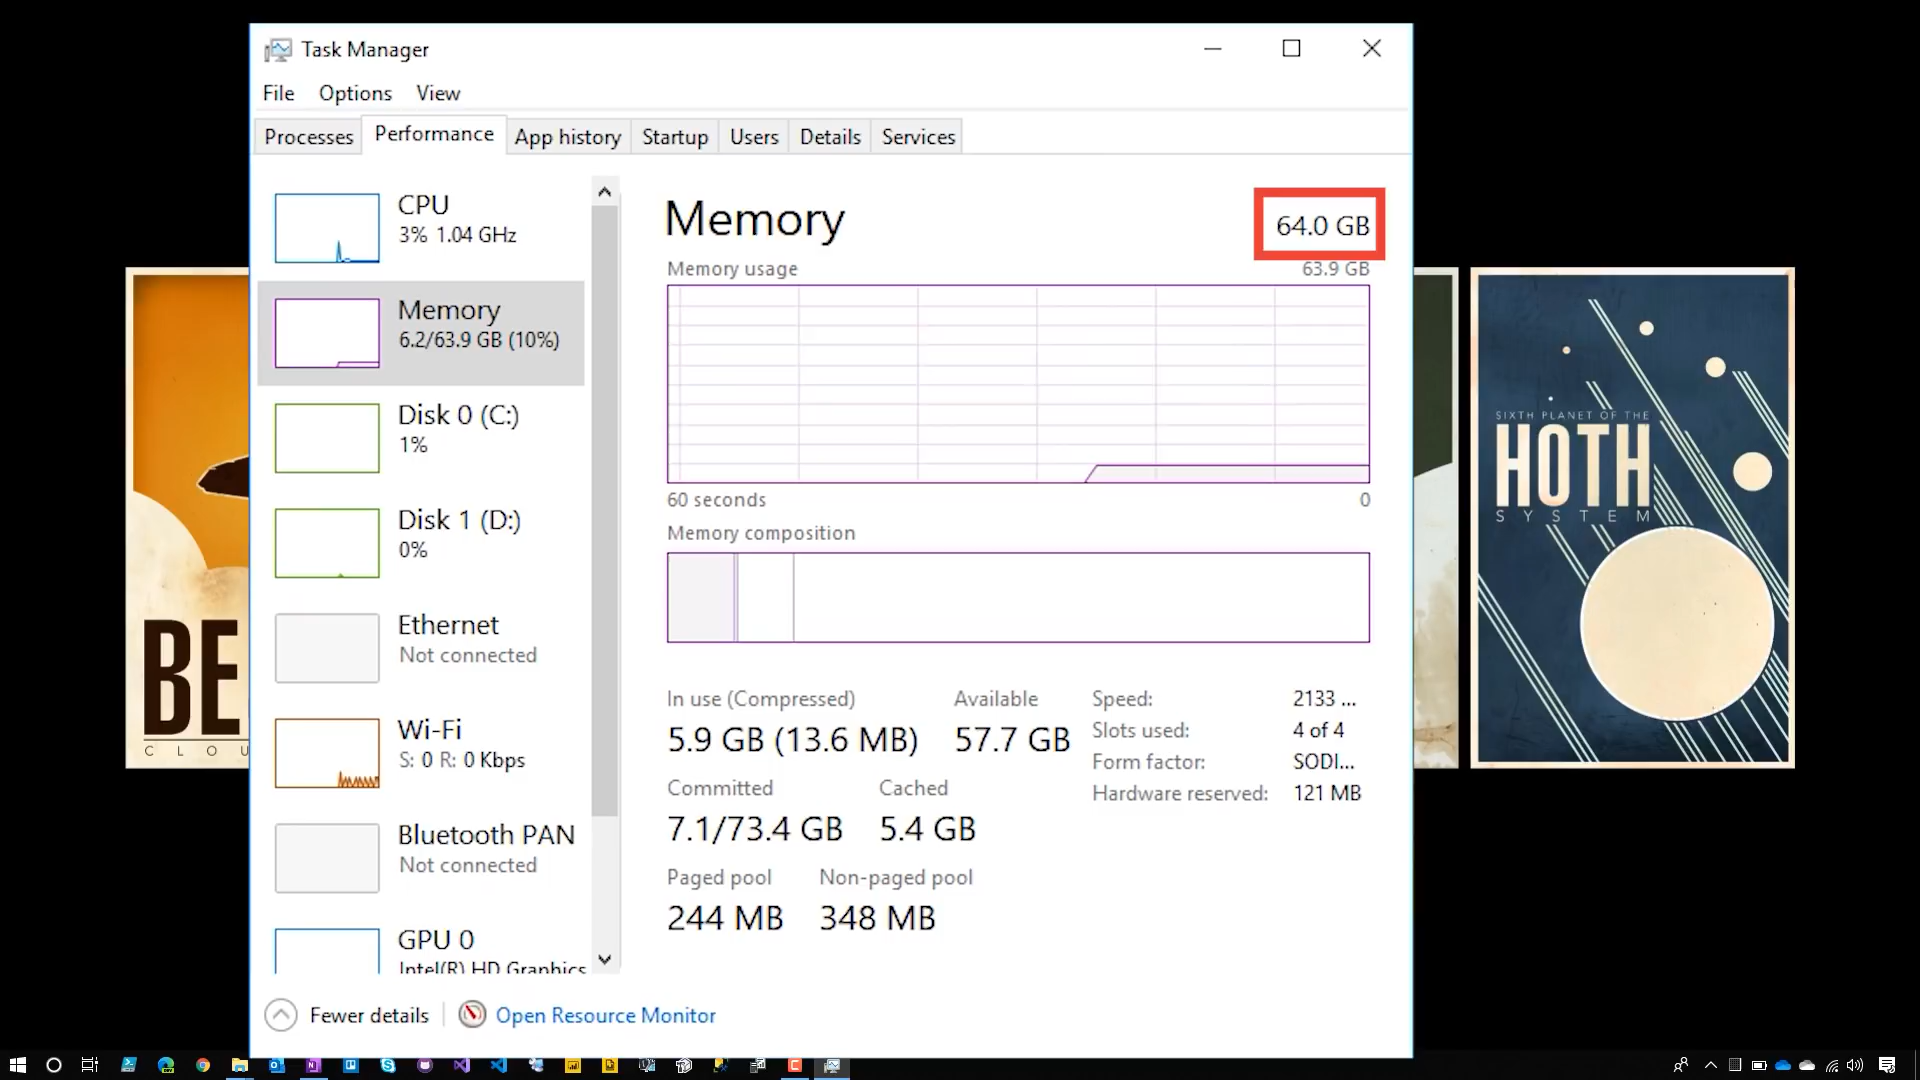 Task Manager
File Options View
Processes Performance App history Startup Users Details Services
CPU
3% 1.04 GHz
Memory
6.2/63.9 GB (10%)
Disk 0 (C:)
1%
Disk 1 (D:)
0%
Ethernet
Not connected
Wi-Fi
S: 0 R: 0 Kbps
Bluetooth PAN
Not connected
GPU 0
Intel(R) HD Graphics
Memory
64.0 GB
Memory usage
63.9 GB
60 seconds
0
Memory composition
In use (Compressed)
5.9 GB (13.6 MB)
Available
57.7 GB
Committed
7.1/73.4 GB
Cached
5.4 GB
Paged pool
244 MB
Non-paged pool
348 MB
Speed: 2133 ...
Slots used: 4 of 4
Form factor: SODI...
Hardware reserved: 121 MB
Fewer details
Open Resource Monitor
BE
CLOU
SIXTH PLANET OF THE
HOTH
SYSTEM